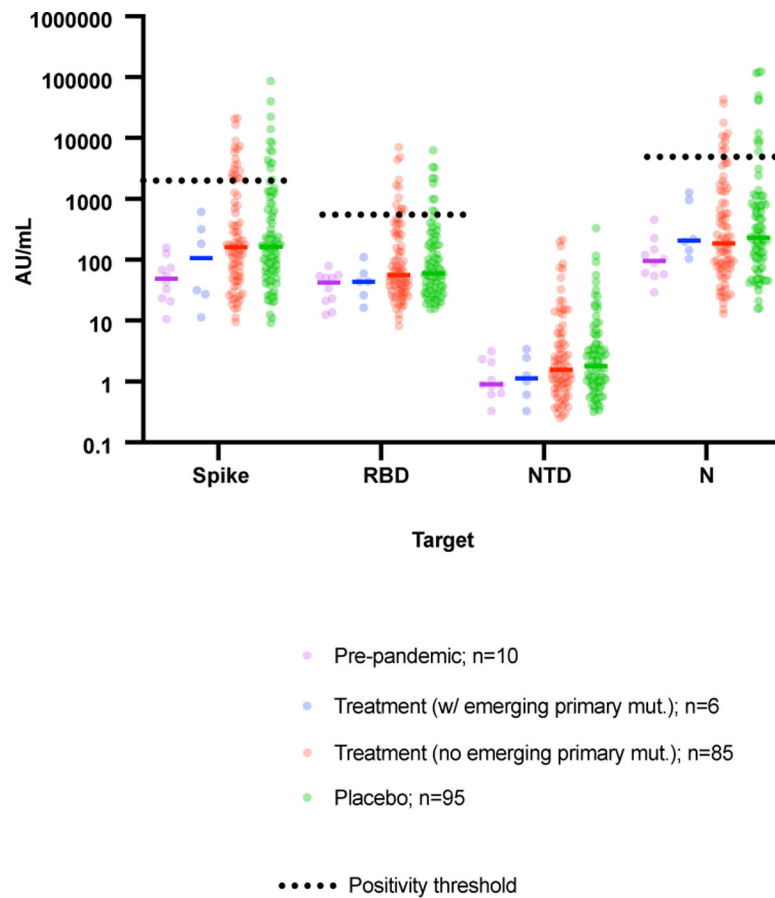 1000000
100000
10000
1000
100
10
1
0.1
AU/mL
Spike RBD NTD N
Target
Pre-pandemic; n=10
Treatment (w/ emerging primary mut.); n=6
Treatment (no emerging primary mut.); n=85
Placebo; n=95
Positivity threshold